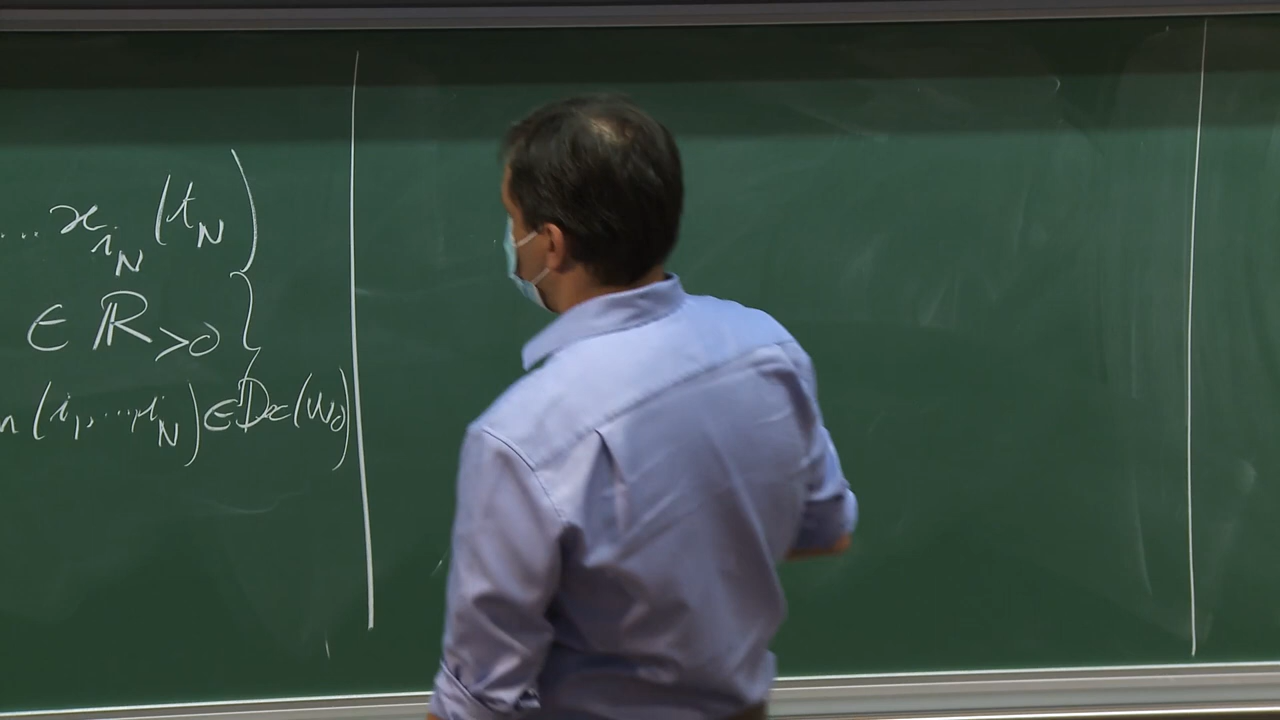 ... x_{i_N} (t_N)
∈ ℝ_{>0} }
(i_1, ..., i_N) ∈ Dec(w_0)